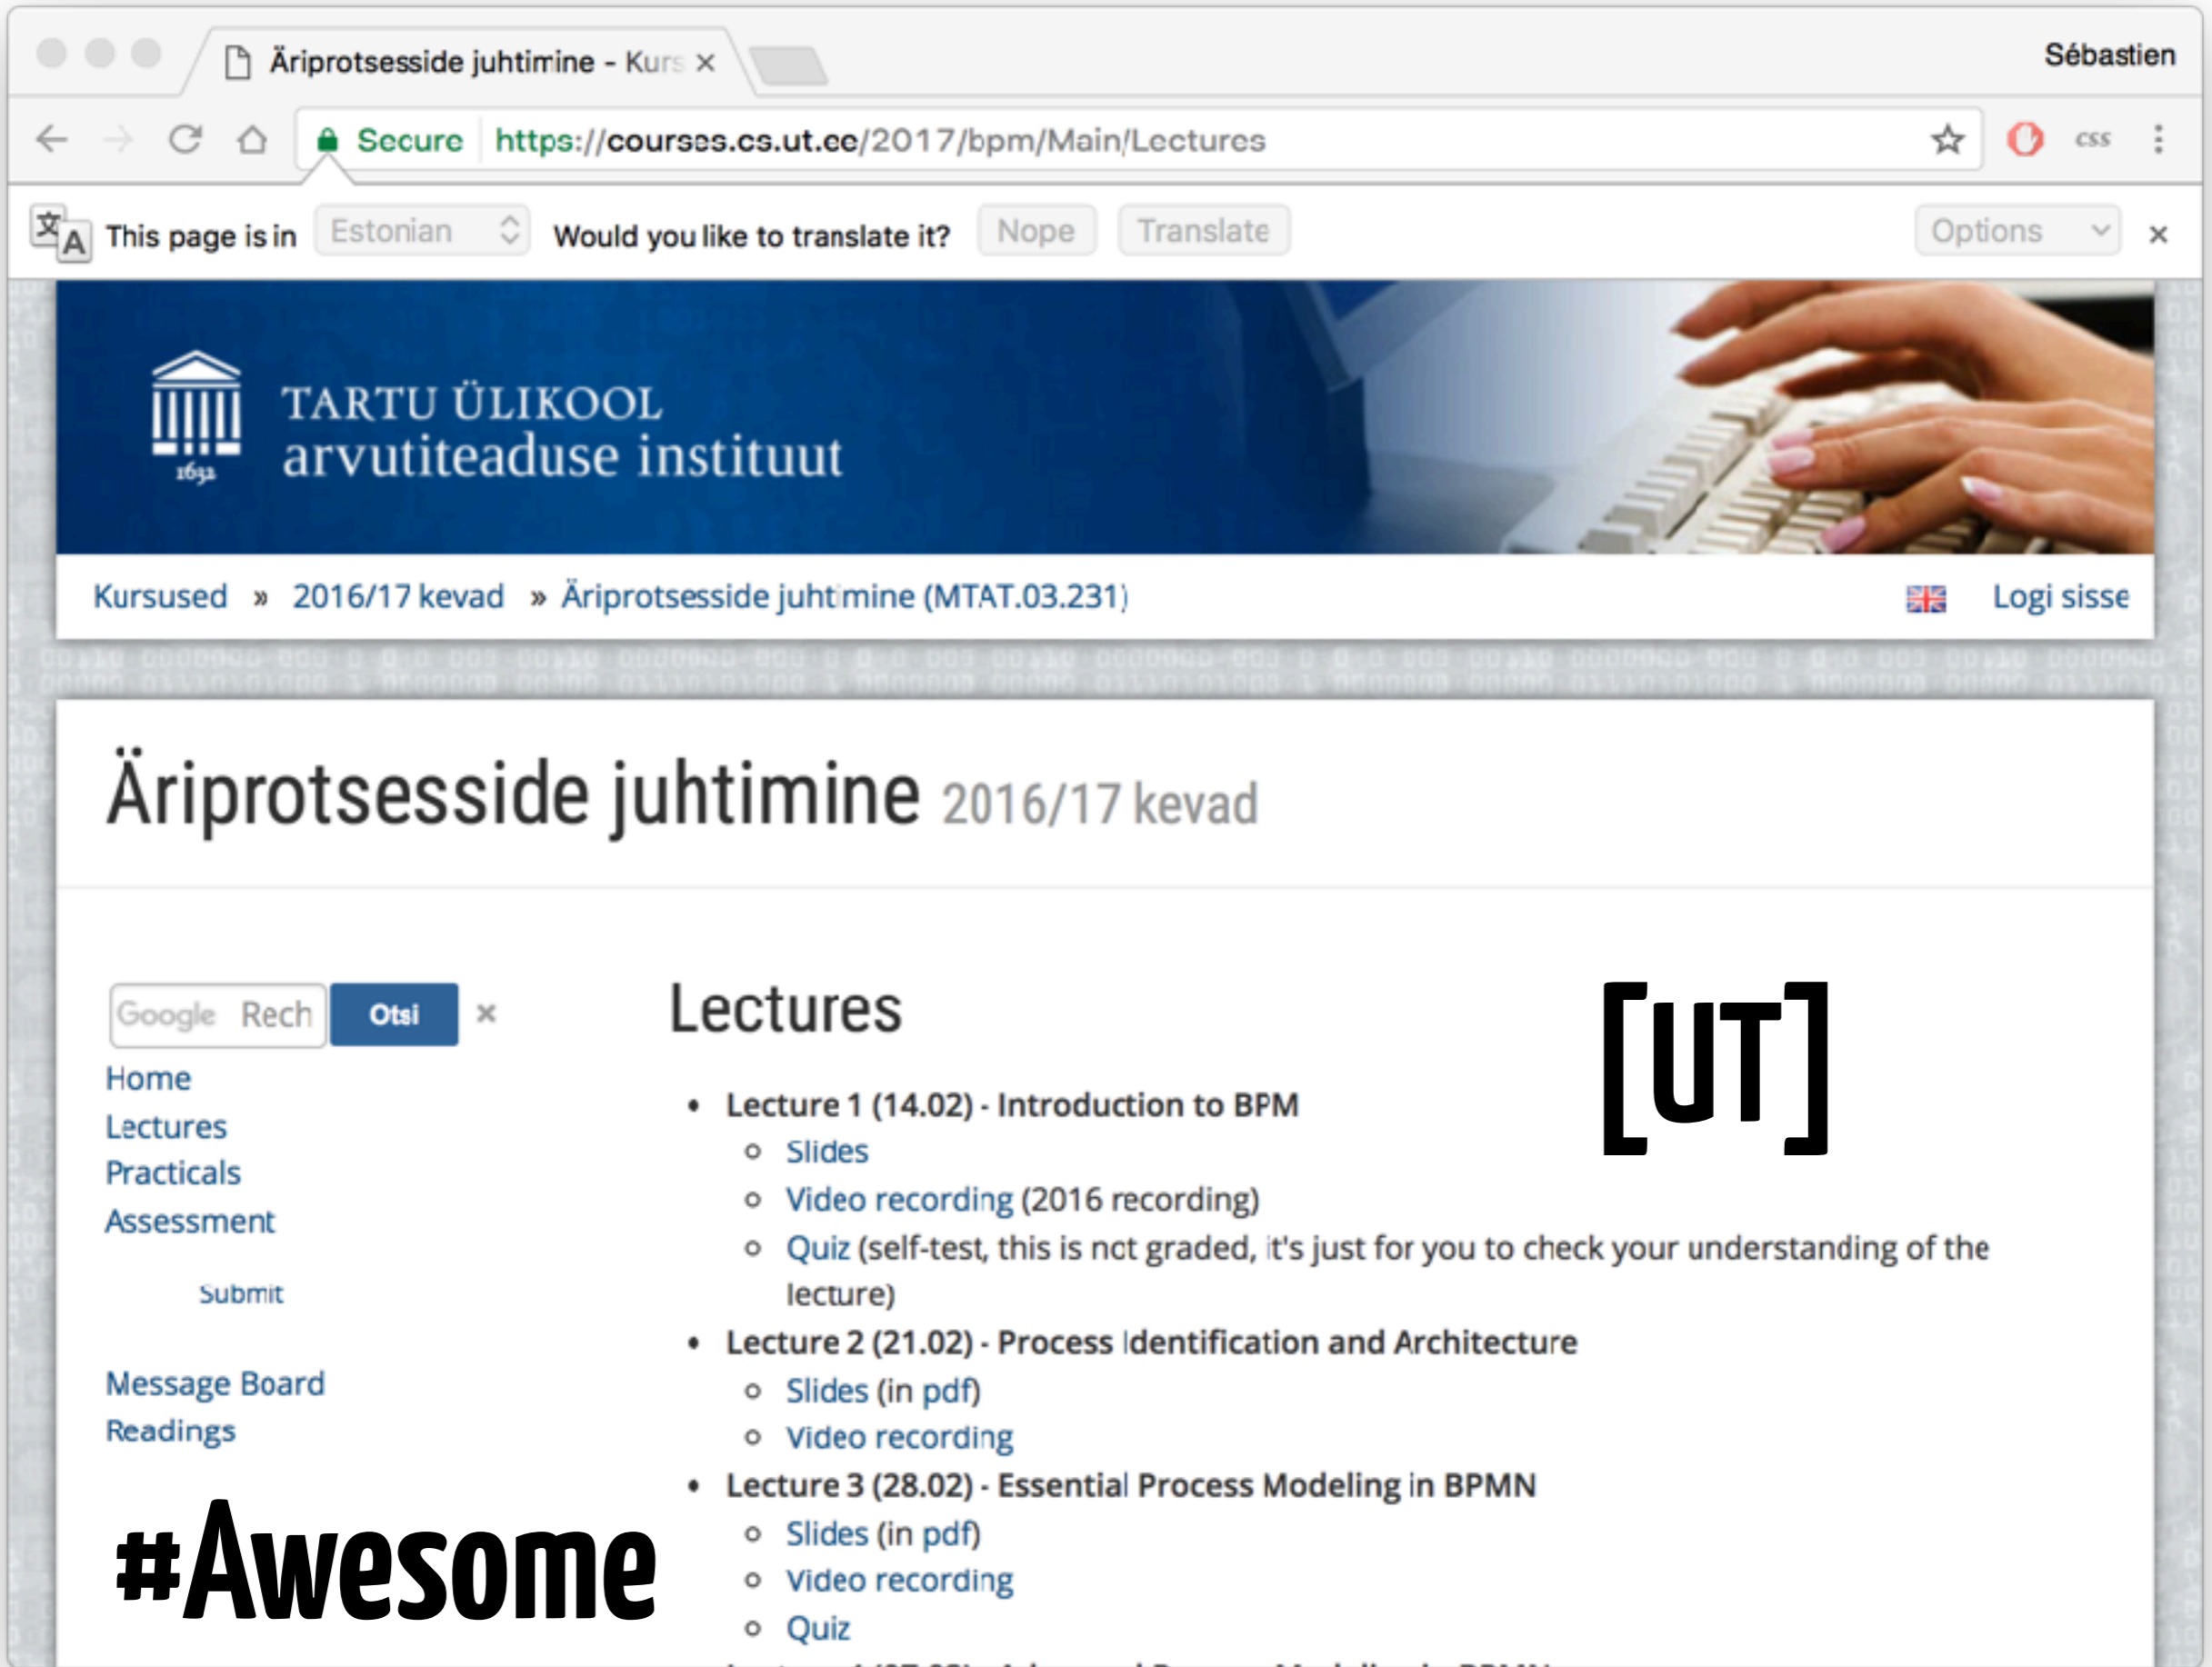 Äriprotsesside juhtimine - Kurs
Sébastien
Secure https://courses.cs.ut.ee/2017/bpm/Main/Lectures
css
This page is in Estonian Would you like to translate it? Nope Translate Options
TARTU ÜLIKOOL
arvutiteaduse instituut
1632
Kursused » 2016/17 kevad » Äriprotsesside juhtimine (MTAT.03.231) Logi sisse
Äriprotsesside juhtimine 2016/17 kevad
Google Rech Otsi
Home
Lectures
Practicals
Assessment
Submit
Message Board
Readings
#Awesome
Lectures
[UT]
• Lecture 1 (14.02) - Introduction to BPM
Slides
Video recording (2016 recording)
Quiz (self-test, this is not graded, it's just for you to check your understanding of the
lecture)
• Lecture 2 (21.02) - Process Identification and Architecture
Slides (in pdf)
Video recording
• Lecture 3 (28.02) - Essential Process Modeling in BPMN
Slides (in pdf)
Video recording
Quiz